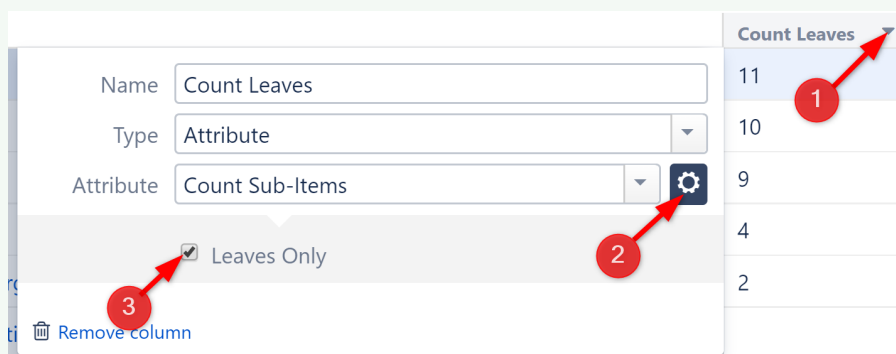 Count Leaves
1
Name Count Leaves
11
Type Attribute
10
Attribute Count Sub-Items
9
2
Leaves Only
4
3
2
Remove column